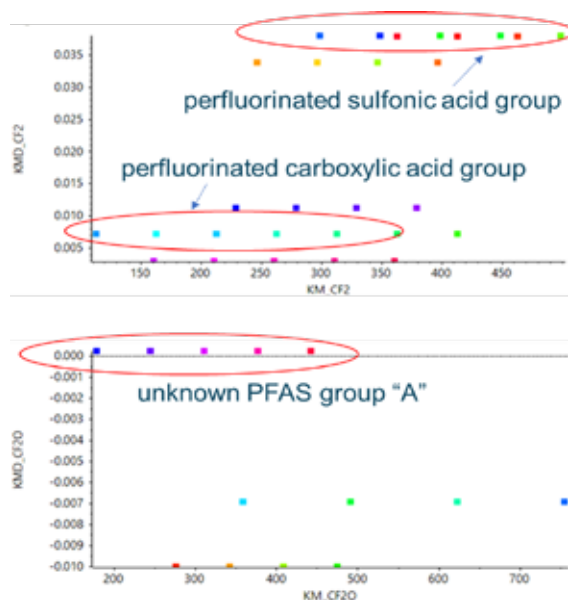 0.035
0.030
0.025
0.020
0.015
0.010
0.005
KMD_CF2
perfluorinated sulfonic acid group
perfluorinated carboxylic acid group
150 200 250 300 350 400 450
KM_CF2
0.000
-0.001
-0.002
-0.003
-0.004
-0.005
-0.006
-0.007
-0.008
-0.009
-0.010
KMD_CF2O
unknown PFAS group “A”
200 300 400 500 600 700
KM_CF2O